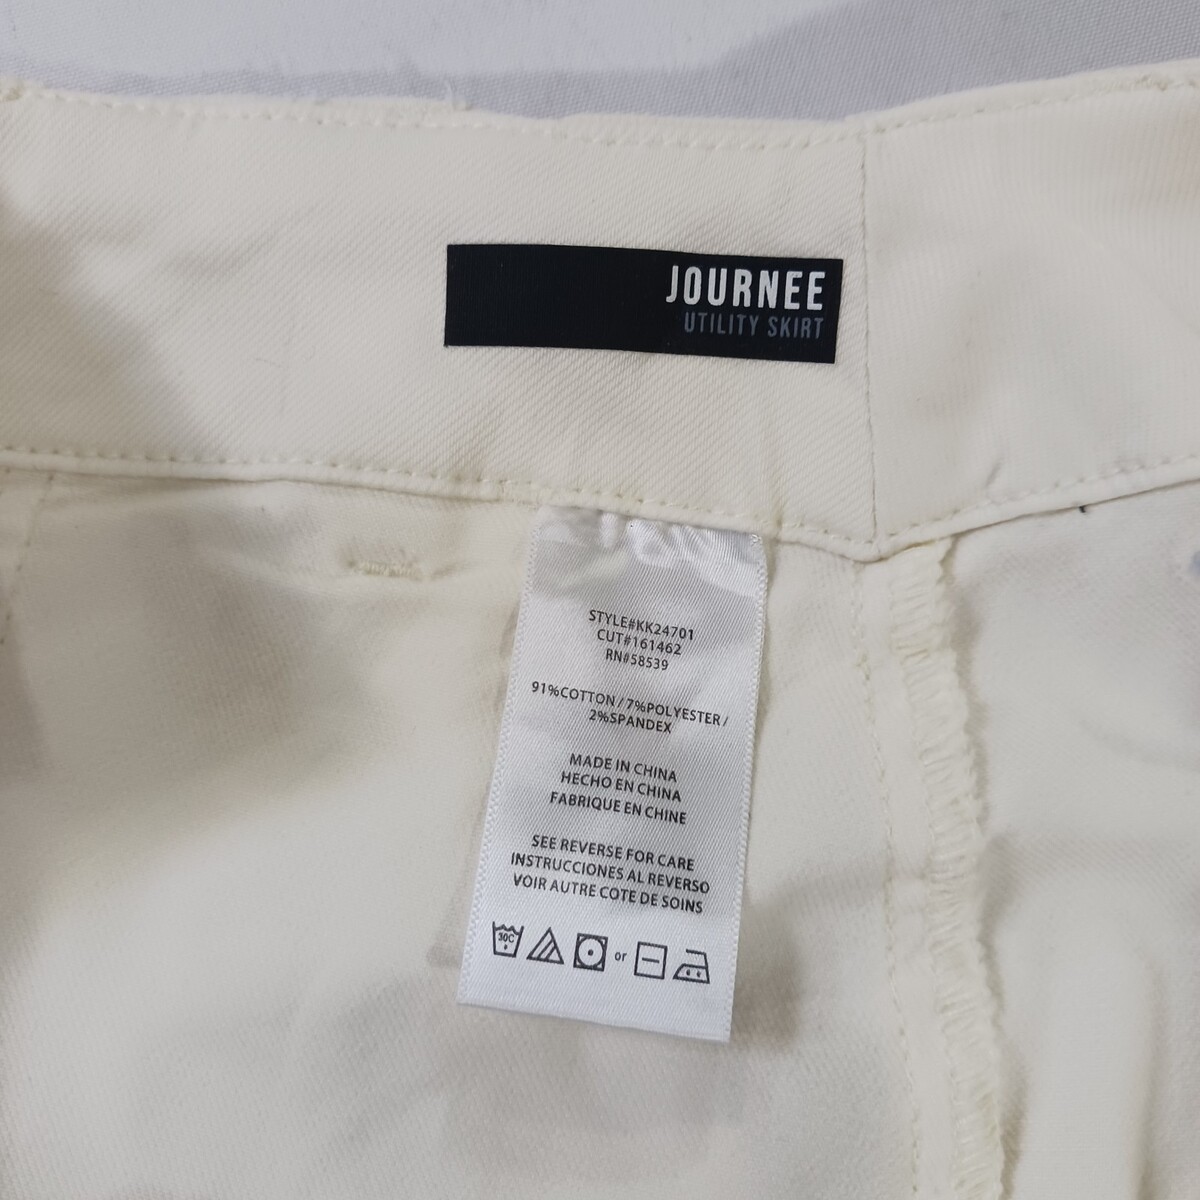 JOURNEE
UTILITY SKIRT
STYLE#KK24701
CUT#161462
RN#58539
91%COTTON/7%POLYESTER/
2%SPANDEX
MADE IN CHINA
HECHO EN CHINA
FABRIQUE EN CHINE
SEE REVERSE FOR CARE
INSTRUCCIONES AL REVERSO
VOIR AUTRE COTE DE SOINS
30C or